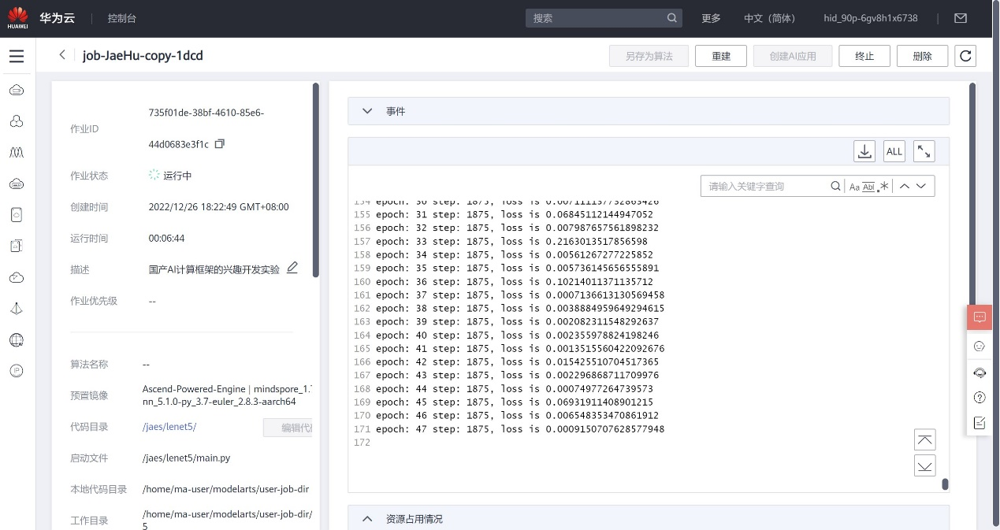 HUAWEI
华为云
控制台
搜索
更多
中文（简体）
hid_90p-6gv8h1x6738
job-JaeHu-copy-1dcd
另存为算法
重建
创建AI应用
终止
删除
作业ID
735f01de-38bf-4610-85e6-
44d0683e3f1c
作业状态
运行中
创建时间
2022/12/26 18:22:49 GMT+08:00
运行时间
00:06:44
描述
国产AI计算框架的兴趣开发实验
作业优先级
--
算法名称
--
预置镜像
Ascend-Powered-Engine | mindspore_1.7
nn_5.1.0-py_3.7-euler_2.8.3-aarch64
代码目录
/jaes/lenet5/
编辑代
启动文件
/jaes/lenet5/main.py
本地代码目录
/home/ma-user/modelarts/user-job-dir
工作目录
/home/ma-user/modelarts/user-job-dir/
5
事件
ALL
请输入关键字查询
Aa
Abl
.*
154 epoch: 30 step: 1875, loss is 0.00711137732863426
155 epoch: 31 step: 1875, loss is 0.06845112144947052
156 epoch: 32 step: 1875, loss is 0.007987657561898232
157 epoch: 33 step: 1875, loss is 0.2163013517856598
158 epoch: 34 step: 1875, loss is 0.00561267277225852
159 epoch: 35 step: 1875, loss is 0.005736145656555891
160 epoch: 36 step: 1875, loss is 0.10214011371135712
161 epoch: 37 step: 1875, loss is 0.0007136613130569458
162 epoch: 38 step: 1875, loss is 0.0038884959649294615
163 epoch: 39 step: 1875, loss is 0.002082311548292637
164 epoch: 40 step: 1875, loss is 0.002355978824198246
165 epoch: 41 step: 1875, loss is 0.0013515560422092676
166 epoch: 42 step: 1875, loss is 0.015425510704517365
167 epoch: 43 step: 1875, loss is 0.002296868711709976
168 epoch: 44 step: 1875, loss is 0.00074977264739573
169 epoch: 45 step: 1875, loss is 0.06931911408901215
170 epoch: 46 step: 1875, loss is 0.006548353470861912
171 epoch: 47 step: 1875, loss is 0.0009150707628577948
172
资源占用情况